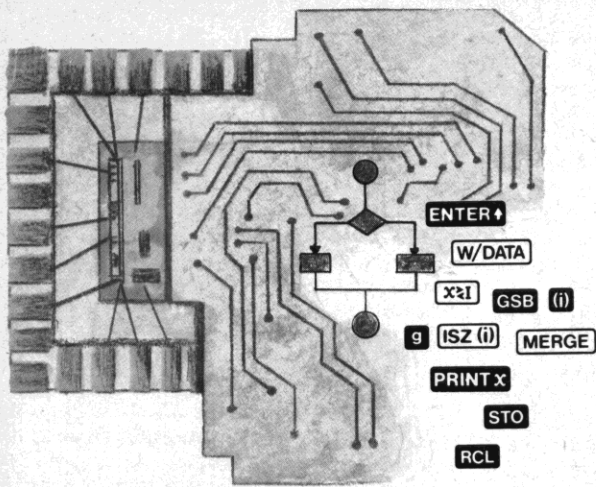 ENTER↑
W/DATA
X⇄I GSB (i)
g ISZ (i) MERGE
PRINT X
STO
RCL